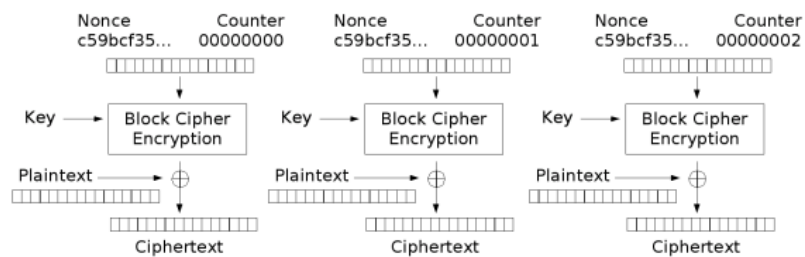 Nonce Counter Nonce Counter Nonce Counter
c59bcf35... 00000000 c59bcf35... 00000001 c59bcf35... 00000002
Key Block Cipher Key Block Cipher Key Block Cipher
Encryption Encryption Encryption
Plaintext Plaintext Plaintext
Ciphertext Ciphertext Ciphertext